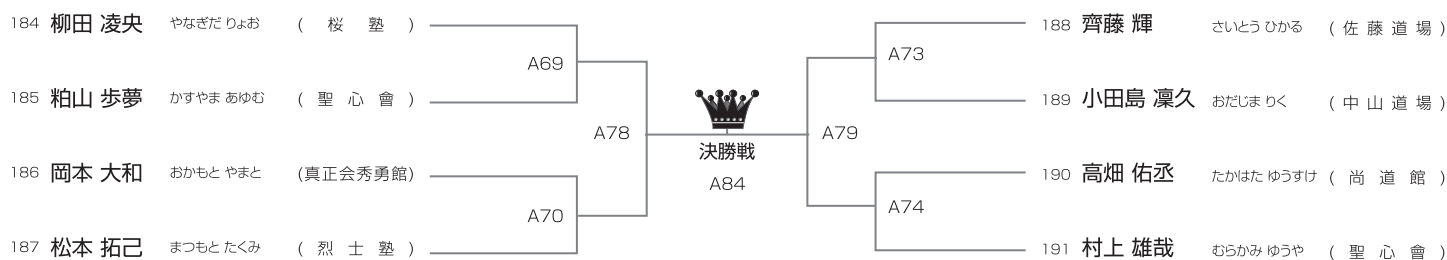 184 柳田 凌央 やなぎだ りょお ( 桜 塾 )
A69
185 粕山 歩夢 かすやま あゆむ ( 聖 心 會 )
A78
186 岡本 大和 おかもと やまと (真正会秀勇館)
A70
187 松本 拓己 まつもと たくみ ( 烈 士 塾 )
決勝戦
A84
188 齊藤 輝 さいとう ひかる ( 佐 藤 道 場 )
A73
189 小田島 凜久 おだじま りく ( 中 山 道 場 )
A79
190 高畑 佑丞 たかはた ゆうすけ ( 尚 道 館 )
A74
191 村上 雄哉 むらかみ ゆうや ( 聖 心 會 )